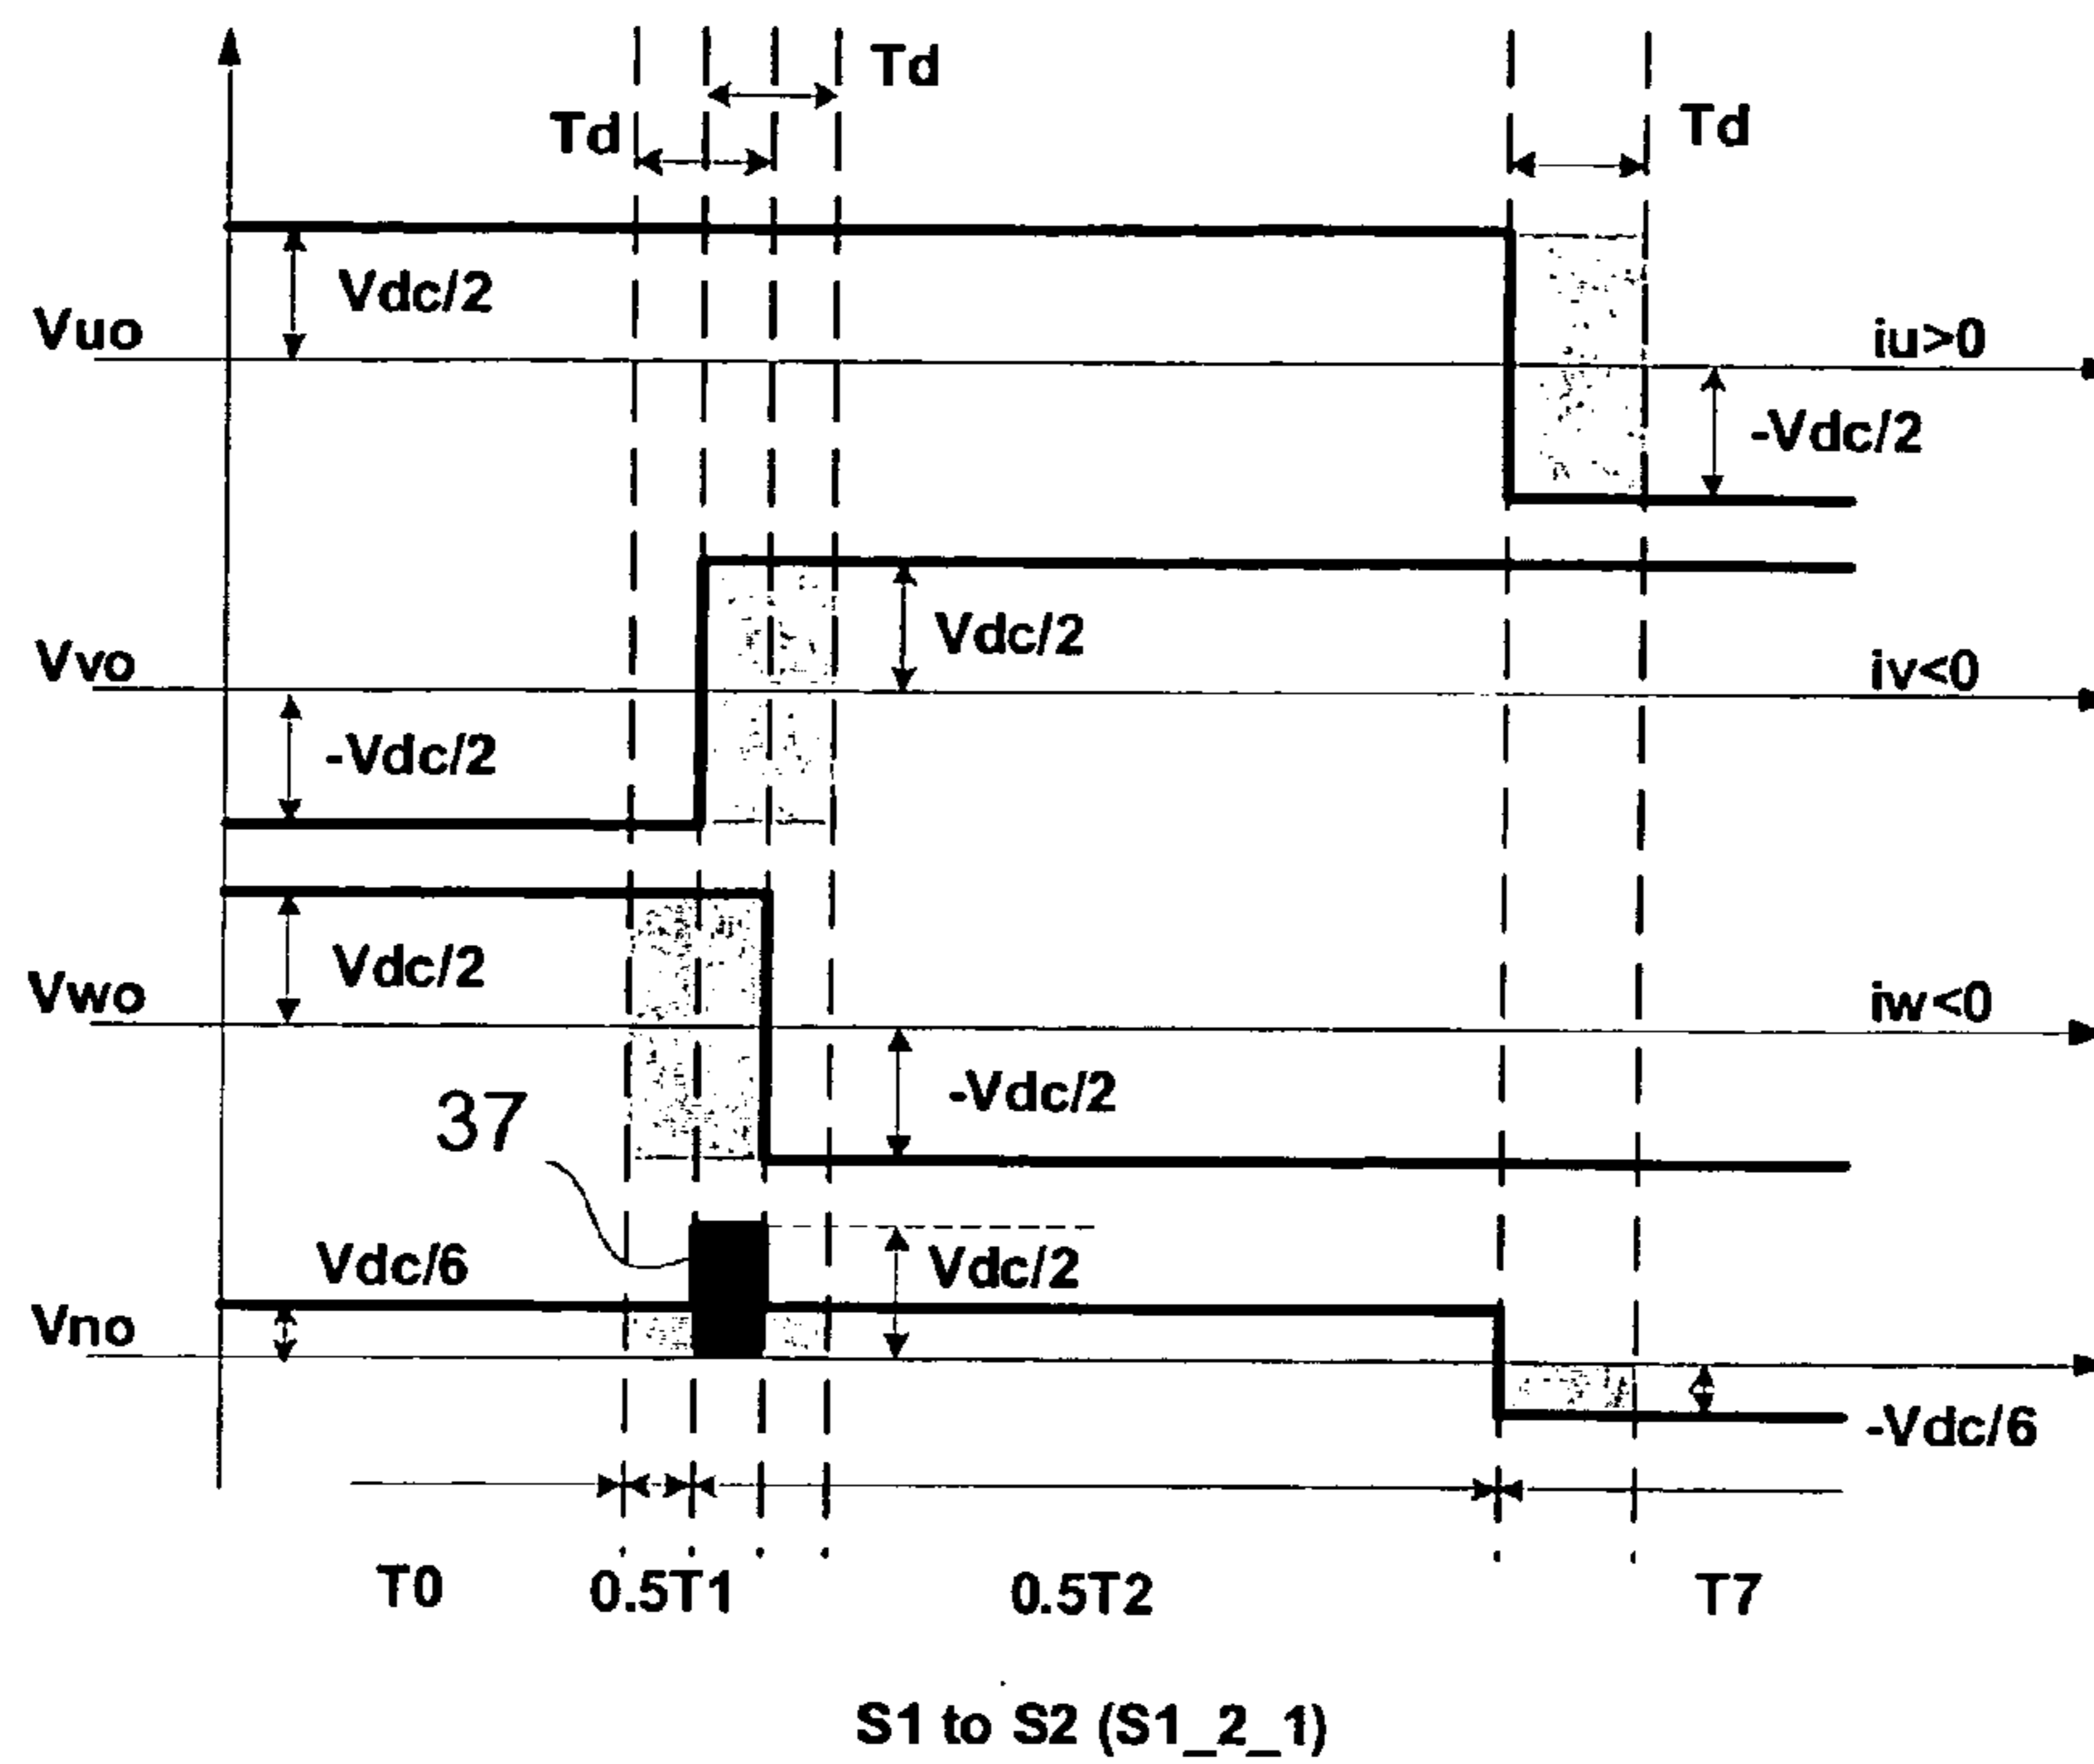 Td
Td
Td
Vdc/2
Vuo
iu>0
-Vdc/2
Vdc/2
Vvo
iv<0
-Vdc/2
Vdc/2
Vwo
iw<0
-Vdc/2
37
Vdc/6
Vdc/2
Vno
-Vdc/6
T0
0.5T1
0.5T2
T7
S1 to S2 (S1_2_1)